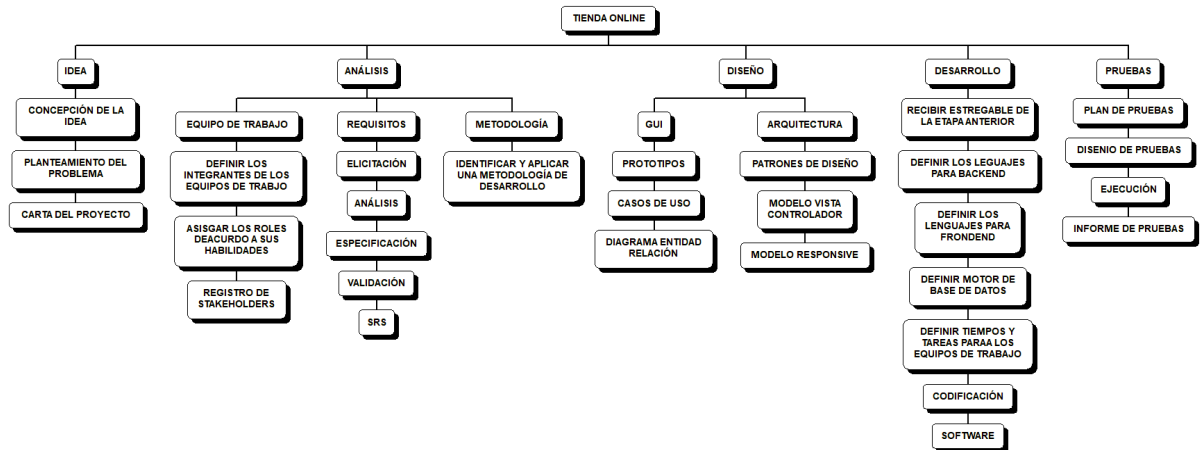 TIENDA ONLINE
IDEA
CONCEPCIÓN DE LA
IDEA
PLANTEAMIENTO DEL
PROBLEMA
CARTA DEL PROYECTO
ANÁLISIS
EQUIPO DE TRABAJO
DEFINIR LOS
INTEGRANTES DE LOS
EQUIPOS DE TRABJO
ASISGAR LOS ROLES
DEACURDO A SUS
HABILIDADES
REGISTRO DE
STAKEHOLDERS
REQUISITOS
ELICITACIÓN
ANÁLISIS
ESPECIFICACIÓN
VALIDACIÓN
SRS
METODOLOGÍA
IDENTIFICAR Y APLICAR
UNA METODOLOGÍA DE
DESARROLLO
DISEÑO
GUI
PROTOTIPOS
CASOS DE USO
DIAGRAMA ENTIDAD
RELACIÓN
ARQUITECTURA
PATRONES DE DISEÑO
MODELO VISTA
CONTROLADOR
MODELO RESPONSIVE
DESARROLLO
RECIBIR ESTREGABLE DE
LA ETAPA ANTERIOR
DEFINIR LOS LEGUAJES
PARA BACKEND
DEFINIR LOS
LENGUAJES PARA
FRONDEND
DEFINIR MOTOR DE
BASE DE DATOS
DEFINIR TIEMPOS Y
TAREAS PARAA LOS
EQUIPOS DE TRABAJO
CODIFICACIÓN
SOFTWARE
PRUEBAS
PLAN DE PRUEBAS
DISENIO DE PRUEBAS
EJECUCIÓN
INFORME DE PRUEBAS